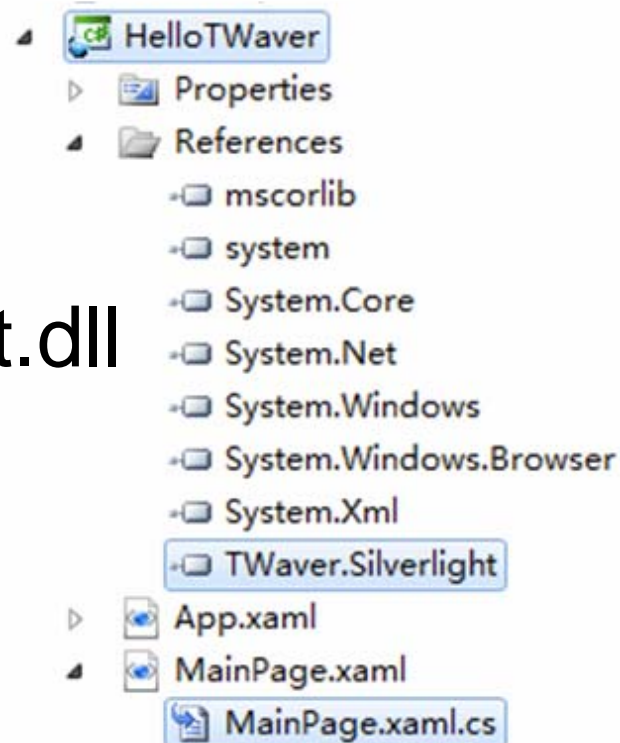 HelloTWaver
Properties
References
mscorlib
system
System.Core
t.dll
System.Net
System.Windows
System.Windows.Browser
System.Xml
TWaver.Silverlight
App.xaml
MainPage.xaml
MainPage.xaml.cs